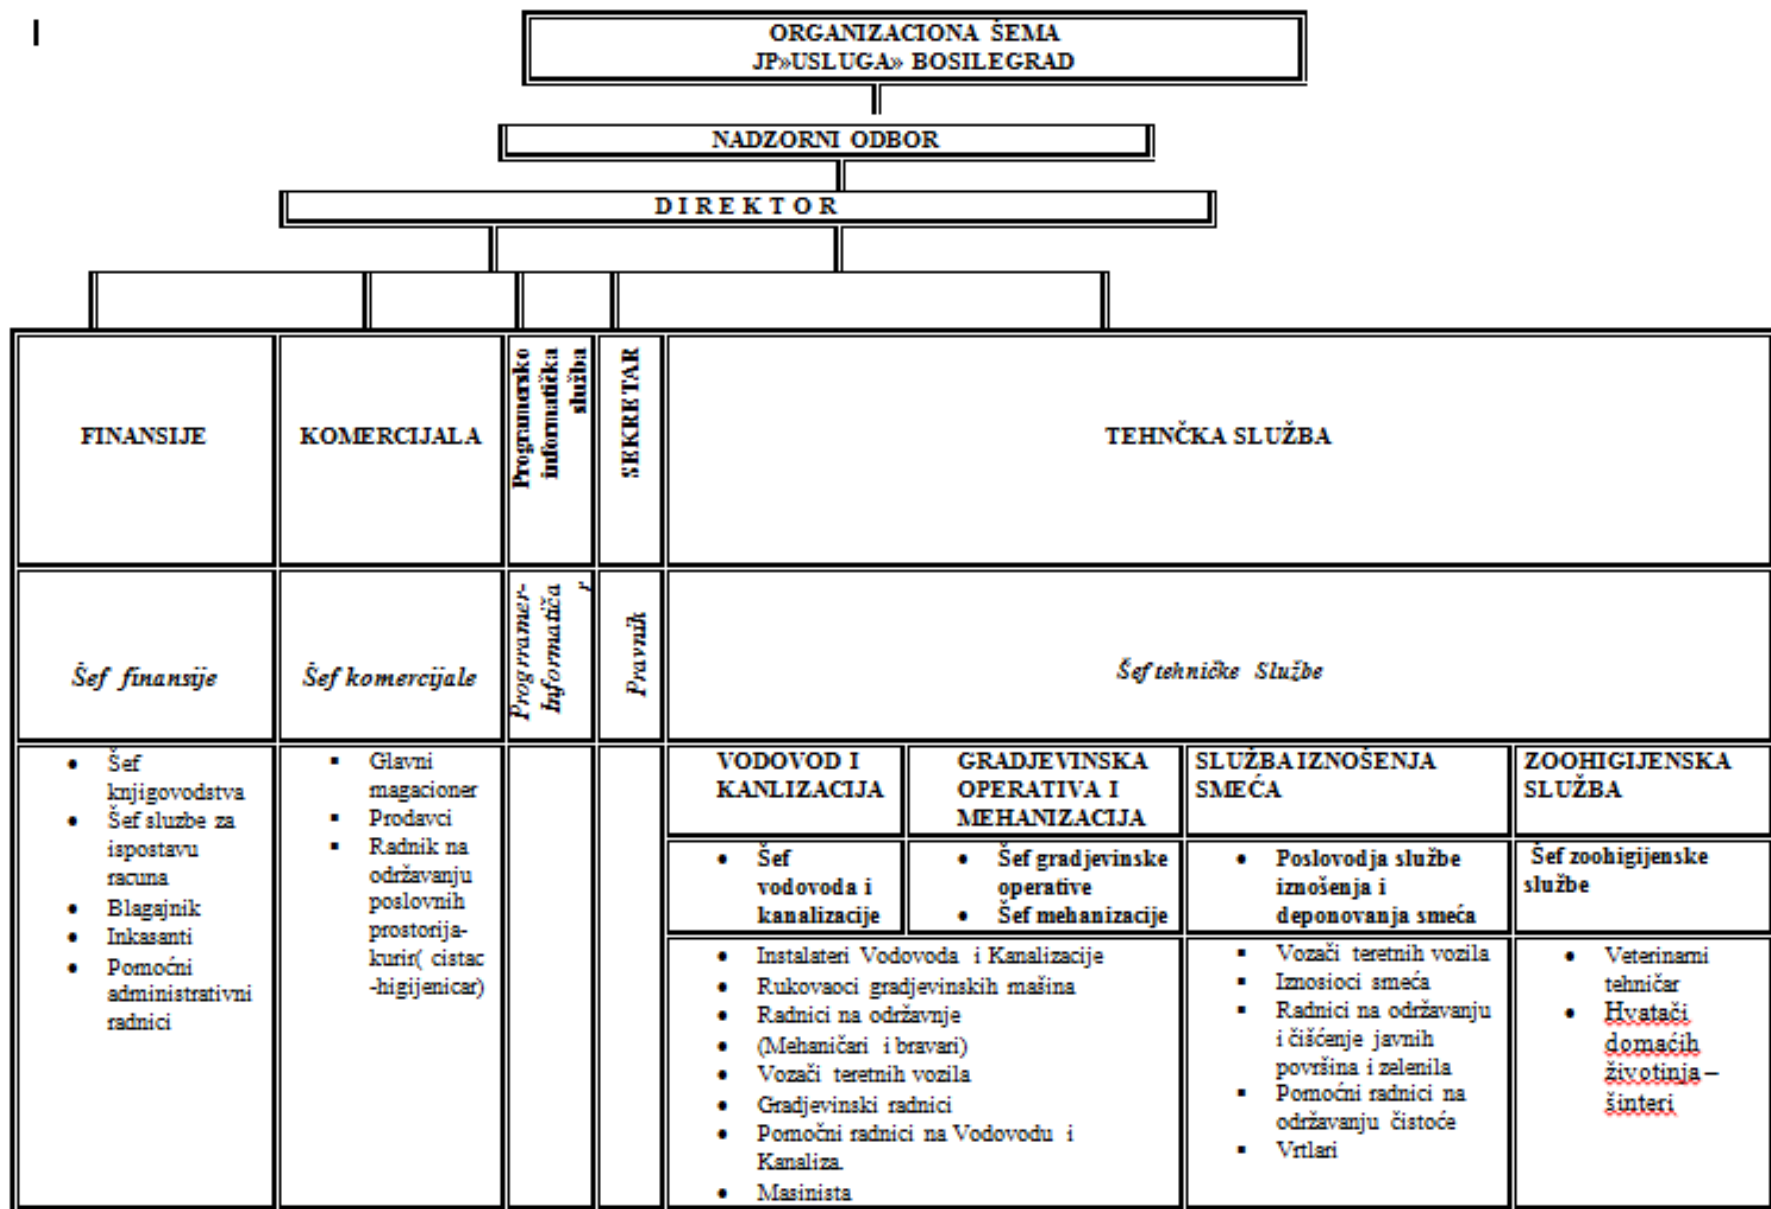 ORGANIZACIONA ŠEMA
JP»USLUGA» BOSILEGRAD
NADZORNI ODBOR
D I R E K T O R
FINANSIJE
KOMERCIJALA
Programersko
informatička
služba
SEKRETAR
TEHNČKA SLUŽBA
Šef finansije
Šef komercijale
Progrramer-
Informatiča
r
Pravnik
Šef tehničke Službe
• Šef
knjigovodstva
• Šef sluzbe za
ispostavu
racuna
• Blagajnik
• Inkasanti
• Pomoćni
administrativni
radnici
▪ Glavni
magacioner
▪ Prodavci
▪ Radnik na
održavanju
poslovnih
prostorija-
kurir( cistac
-higijenicar)
VODOVOD I
KANLIZACIJA
GRADJEVINSKA
OPERATIVA I
MEHANIZACIJA
SLUŽBA IZNOŠENJA
SMEĆA
ZOOHIGIJENSKA
SLUŽBA
• Šef
vodovoda i
kanalizacije
• Šef gradjevinske
operative
• Šef mehanizacije
• Poslovodja službe
iznošenja i
deponovanja smeća
Šef zoohigijenske
službe
• Instalateri Vodovoda i Kanalizacije
• Rukovaoci gradjevinskih mašina
• Radnici na održavnje
• (Mehaničari i bravari)
• Vozači teretnih vozila
• Gradjevinski radnici
• Pomočni radnici na Vodovodu i
Kanaliza.
• Masinista
▪ Vozači teretnih vozila
▪ Iznosioci smeća
▪ Radnici na održavanju
i čišćenje javnih
površina i zelenila
▪ Pomoćni radnici na
održavanju čistoće
▪ Vrtlari
• Veterinarni
tehničar
• Hvatači
domaćih
životinja –
šinteri